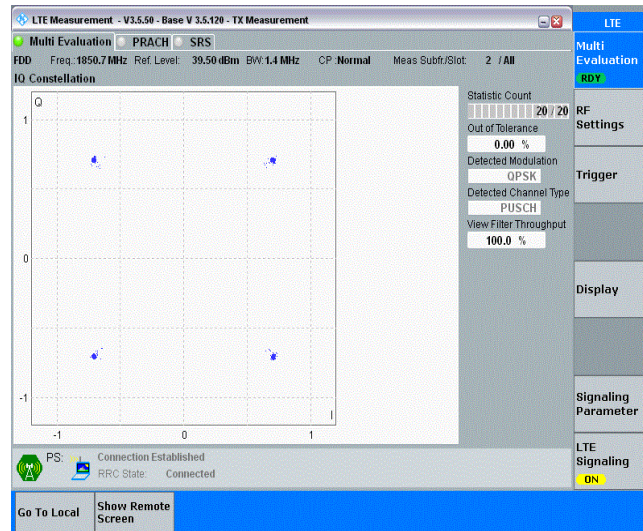 LTE Measurement - V3.5.50 - Base V 3.5.120 - TX Measurement
LTE
Multi Evaluation PRACH SRS
Multi
Evaluation
RDY
FDD Freq.: 1850.7 MHz Ref. Level: 39.50 dBm BW: 1.4 MHz CP : Normal Meas Subfr./Slot: 2 / All
IQ Constellation
Q
1
0
-1
-1 0 1
I
Statistic Count
20 / 20
Out of Tolerance
0.00 %
Detected Modulation
QPSK
Detected Channel Type
PUSCH
View Filter Throughput
100.0 %
RF
Settings
Trigger
Display
Signaling
Parameter
LTE
Signaling
ON
PS: Connection Established
RRC State: Connected
Go To Local
Show Remote
Screen